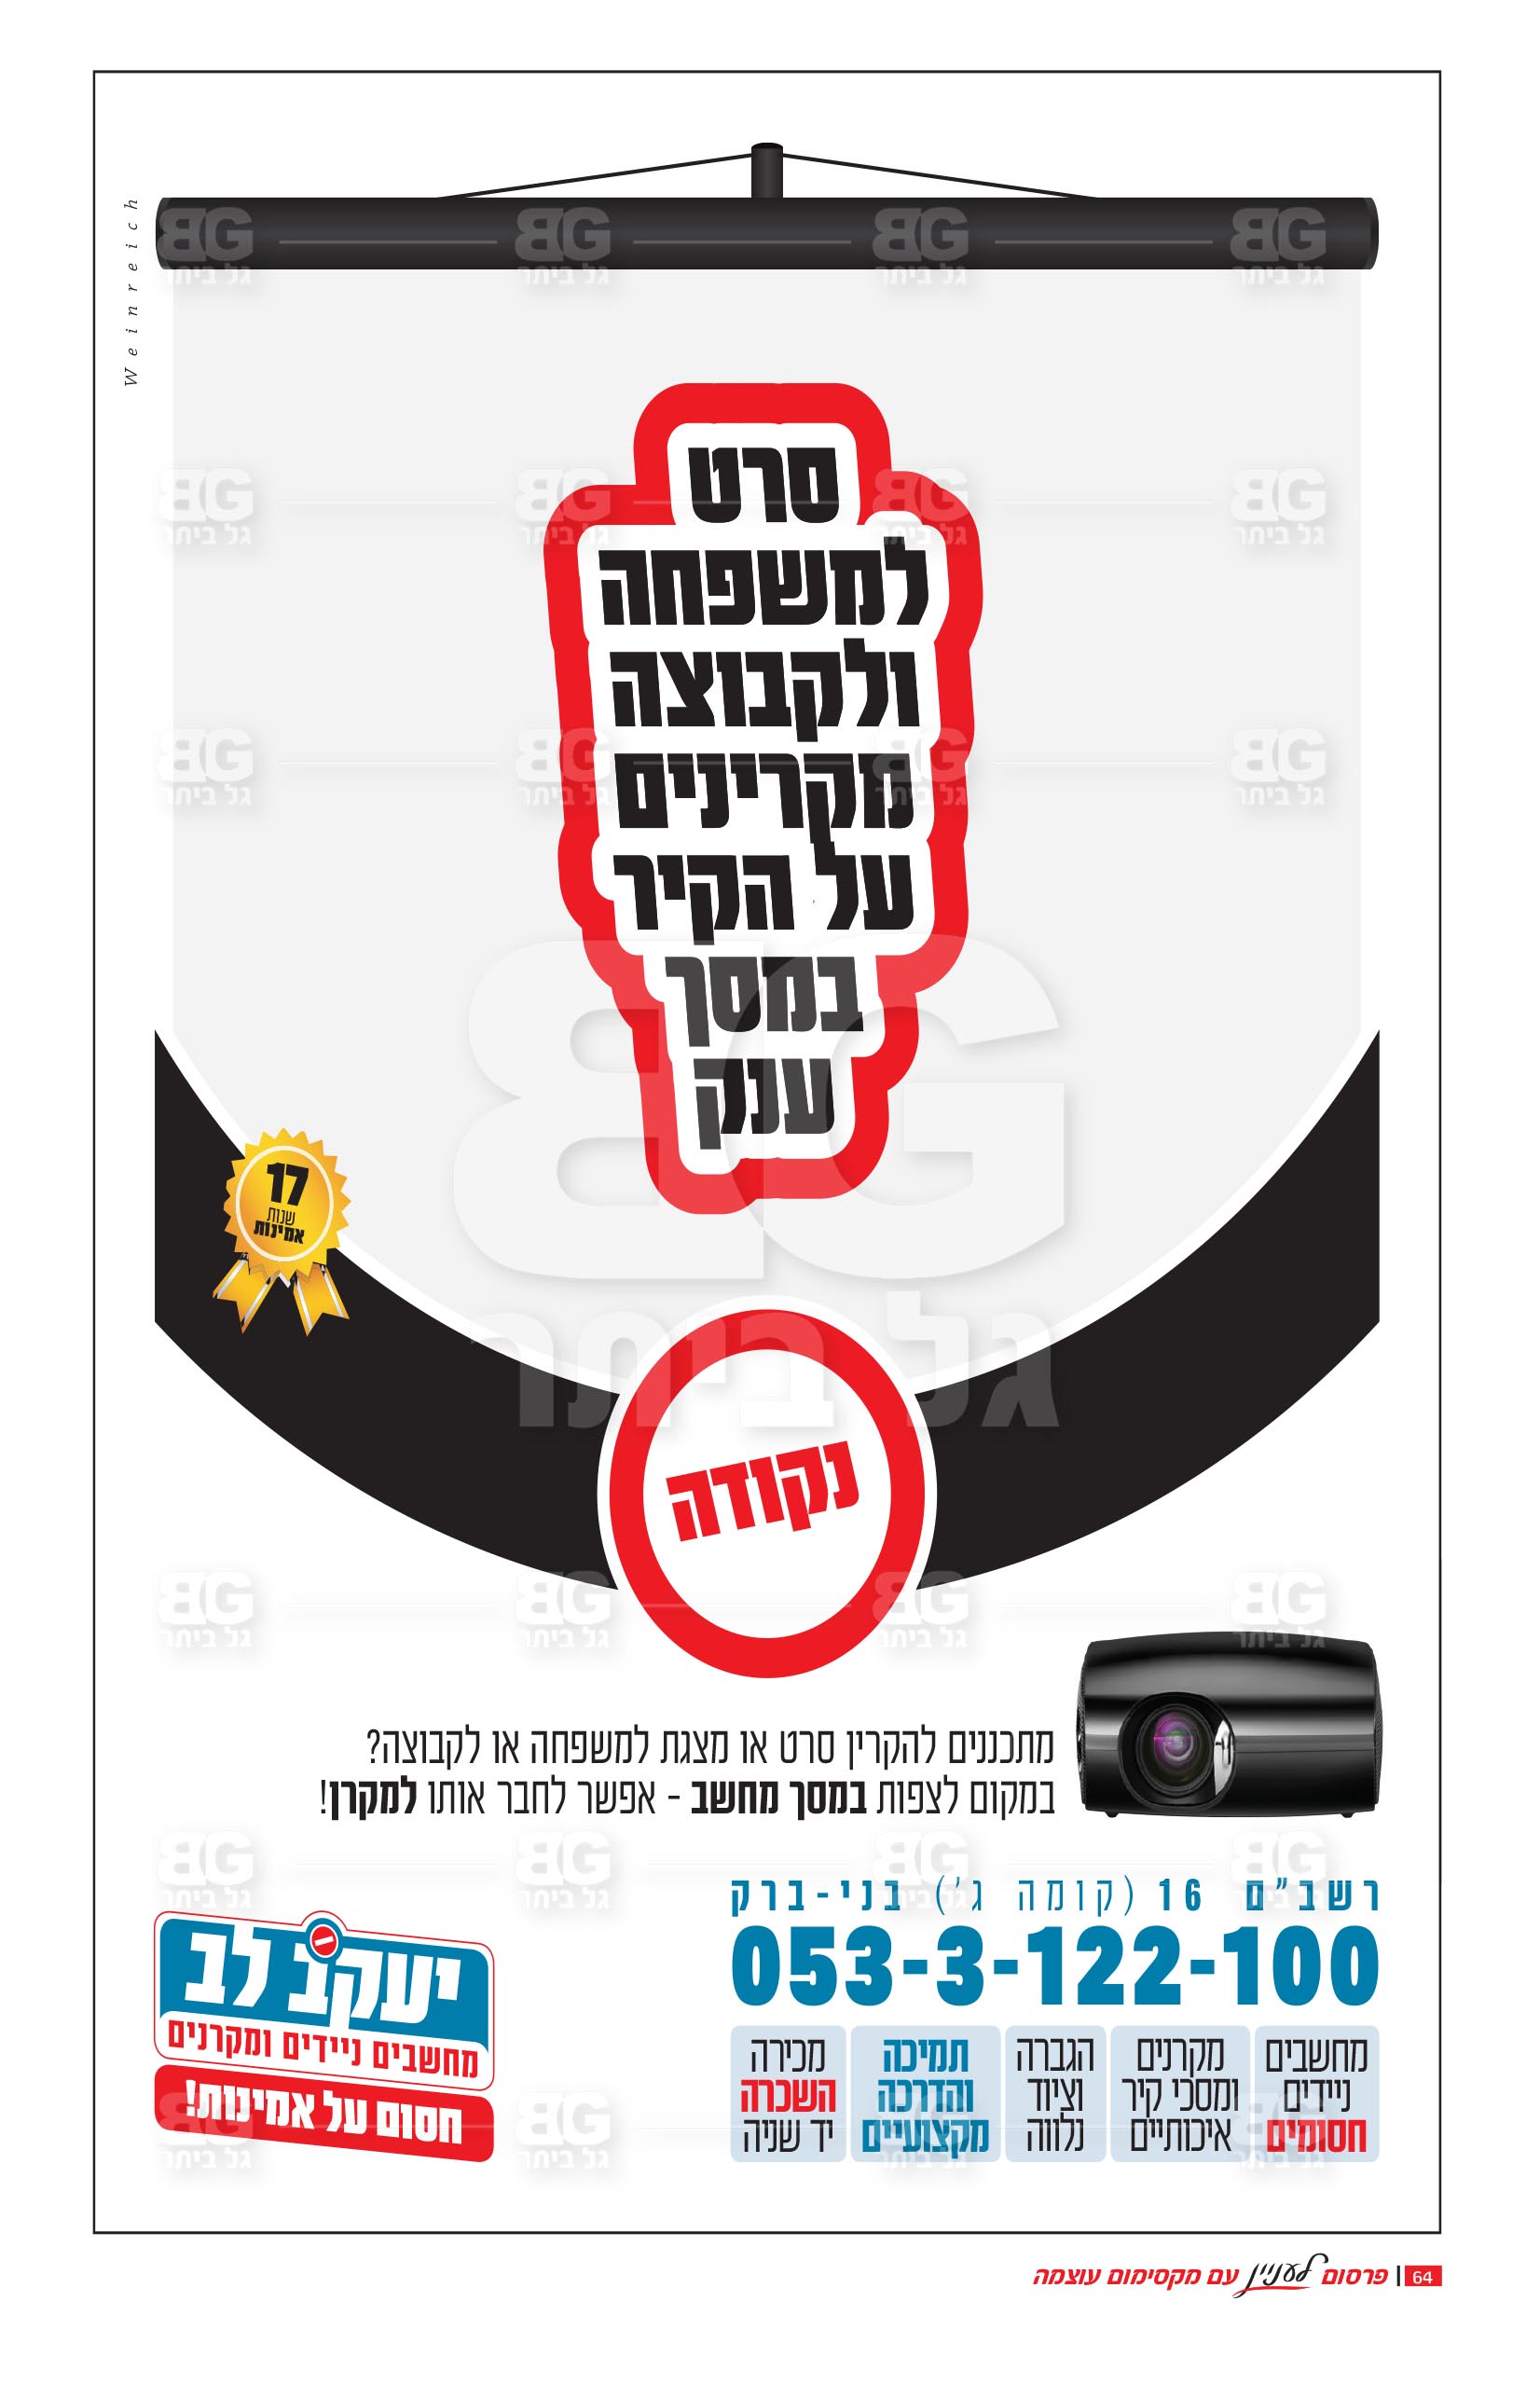 Weinreich
סרט
למשפחה
ולקבוצה
מקרינים
על הקיר
במסך
ענק
17
שנות
אמינות
נקודה
מתכננים להקרין סרט או מצגת למשפחה או לקבוצה?
במקום לצפות במסך מחשב - אפשר לחבר אותו למקרן!
רשב"ם 16 (קומה ג') בני-ברק
053-3-122-100
מחשבים
ניידים
חסומים
מקרנים
ומסכי קיר
איכותיים
הגברה
וציוד
נלווה
תמיכה
והדרכה
מקצועיים
מכירה
השכרה
יד שניה
יעקב לב
מחשבים ניידים ומקרנים
חסום על אמינות!
64 | פרסום לעניין עם מקסימום עוצמה
BG
גל ביתר